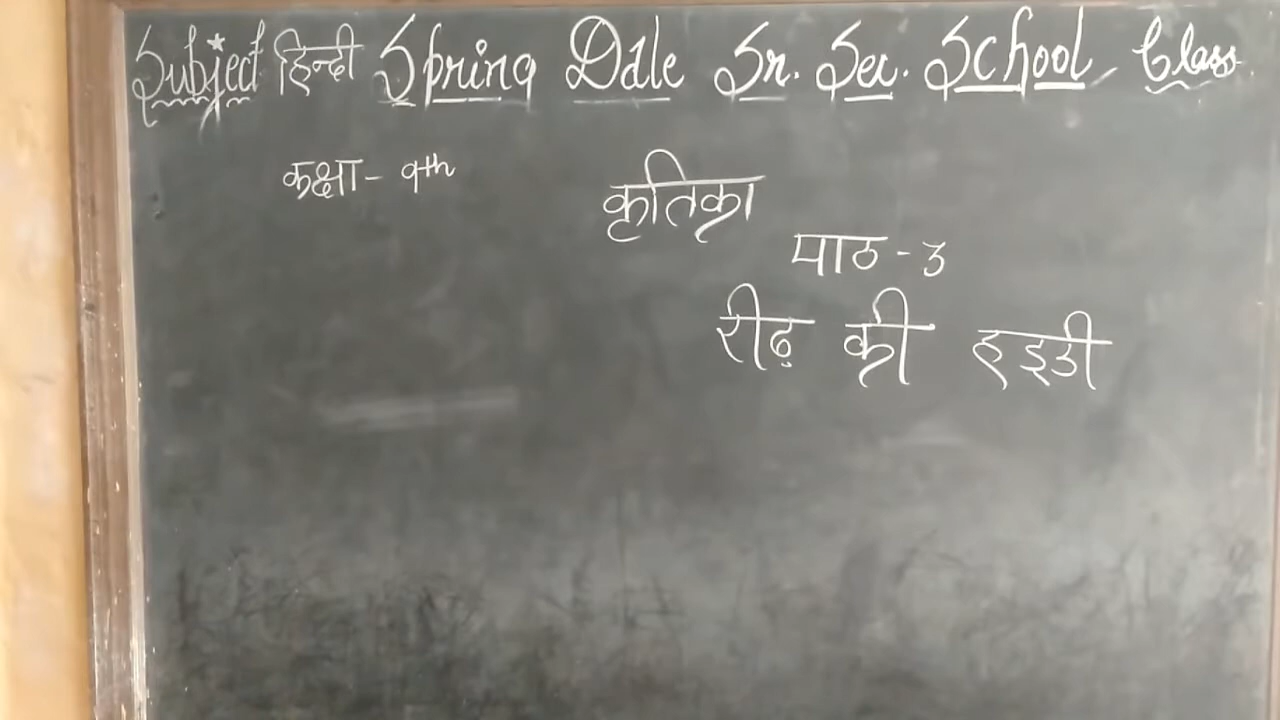 Subject हिन्दी Spring Dale Sr. Sec. School Class
कक्षा - 9th
कृतिका
पाठ - 3
रीढ़ की हड्डी